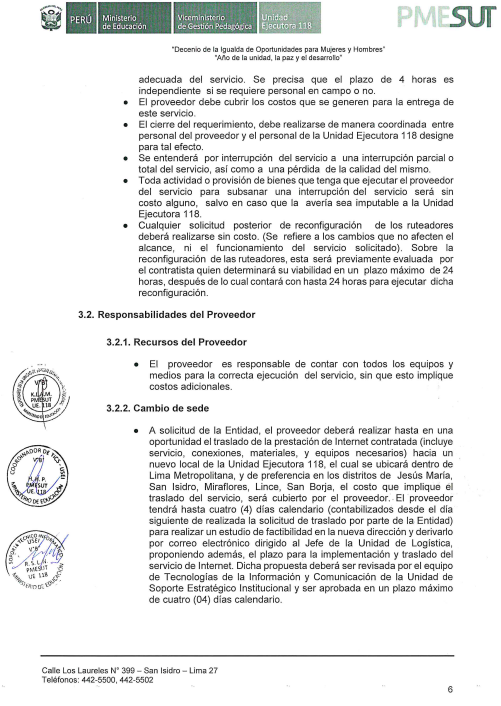 PERÚ
Ministerio
de Educación
Viceministerio
de Gestión Pedagógica
Unidad
Ejecutora 118
PMESUT
"Decenio de la Igualda de Oportunidades para Mujeres y Hombres"
"Año de la unidad, la paz y el desarrollo"
adecuada del servicio. Se precisa que el plazo de 4 horas es
independiente si se requiere personal en campo o no.
• El proveedor debe cubrir los costos que se generen para la entrega de
este servicio.
• El cierre del requerimiento, debe realizarse de manera coordinada entre
personal del proveedor y el personal de la Unidad Ejecutora 118 designe
para tal efecto.
• Se entenderá por interrupción del servicio a una interrupción parcial o
total del servicio, así como a una pérdida de la calidad del mismo.
• Toda actividad o provisión de bienes que tenga que ejecutar el proveedor
del servicio para subsanar una interrupción del servicio será sin
costo alguno, salvo en caso que la avería sea imputable a la Unidad
Ejecutora 118.
• Cualquier solicitud posterior de reconfiguración de los ruteadores
deberá realizarse sin costo. (Se refiere a los cambios que no afecten el
alcance, ni el funcionamiento del servicio solicitado). Sobre la
reconfiguración de las ruteadores, esta será previamente evaluada por
el contratista quien determinará su viabilidad en un plazo máximo de 24
horas, después de lo cual contará con hasta 24 horas para ejecutar dicha
reconfiguración.
3.2. Responsabilidades del Proveedor
3.2.1. Recursos del Proveedor
• El proveedor es responsable de contar con todos los equipos y
medios para la correcta ejecución del servicio, sin que esto implique
costos adicionales.
3.2.2. Cambio de sede
• A solicitud de la Entidad, el proveedor deberá realizar hasta en una
oportunidad el traslado de la prestación de Internet contratada (incluye
servicio, conexiones, materiales, y equipos necesarios) hacia un
nuevo local de la Unidad Ejecutora 118, el cual se ubicará dentro de
Lima Metropolitana, y de preferencia en los distritos de Jesús María,
San Isidro, Miraflores, Lince, San Borja, el costo que implique el
traslado del servicio, será cubierto por el proveedor. El proveedor
tendrá hasta cuatro (4) días calendario (contabilizados desde el día
siguiente de realizada la solicitud de traslado por parte de la Entidad)
para realizar un estudio de factibilidad en la nueva dirección y derivarlo
por correo electrónico dirigido al Jefe de la Unidad de Logística,
proponiendo además, el plazo para la implementación y traslado del
servicio de Internet. Dicha propuesta deberá ser revisada por el equipo
de Tecnologías de la Información y Comunicación de la Unidad de
Soporte Estratégico Institucional y ser aprobada en un plazo máximo
de cuatro (04) días calendario.
V°B°
PMESUT
UE 118
COORDINADOR DE TICS - USEI
V°B°
PMESUT
UE 118
MINISTERIO DE EDUCACIÓN
USEI
V°B°
R.S.L.N.
PMESUT
UE 118
MINISTERIO DE EDUCACIÓN
Calle Los Laureles N° 399 – San Isidro – Lima 27
Teléfonos: 442-5500, 442-5502
6